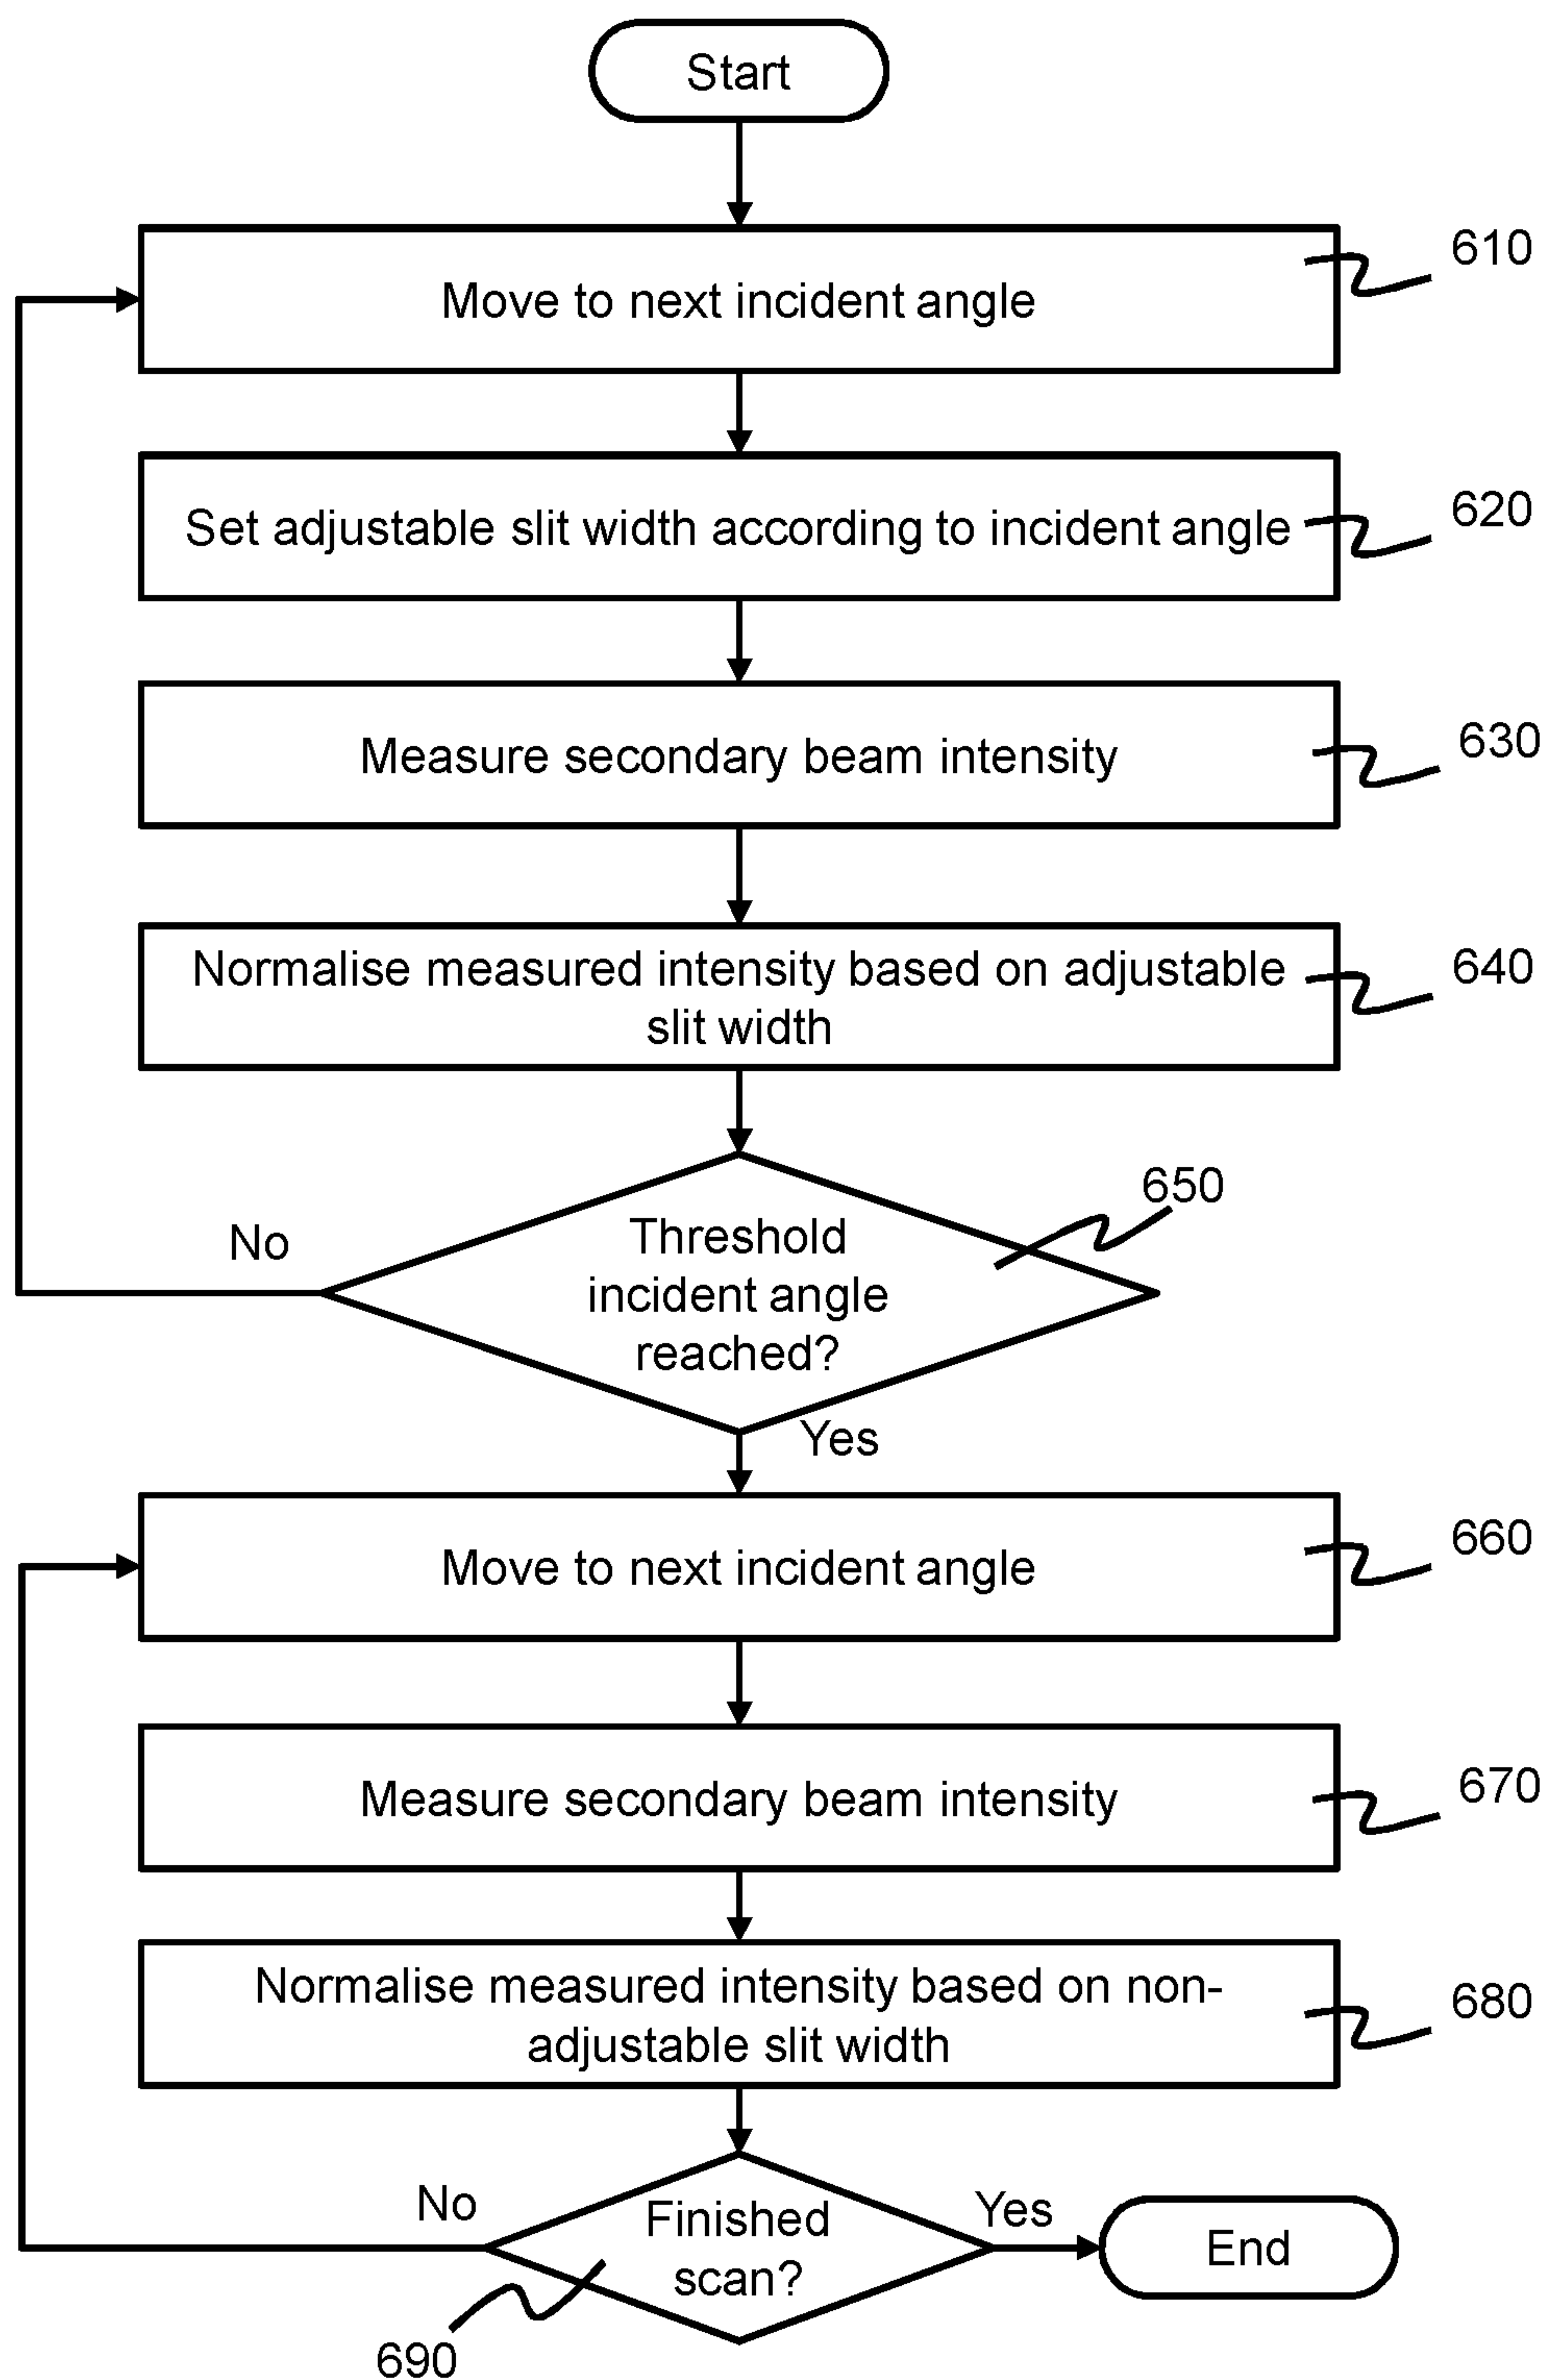 Start
610
Move to next incident angle
620
Set adjustable slit width according to incident angle
630
Measure secondary beam intensity
640
Normalise measured intensity based on adjustable
slit width
650
Threshold
incident angle
reached?
No
Yes
660
Move to next incident angle
670
Measure secondary beam intensity
680
Normalise measured intensity based on non-
adjustable slit width
No
Finished
scan?
Yes
End
690